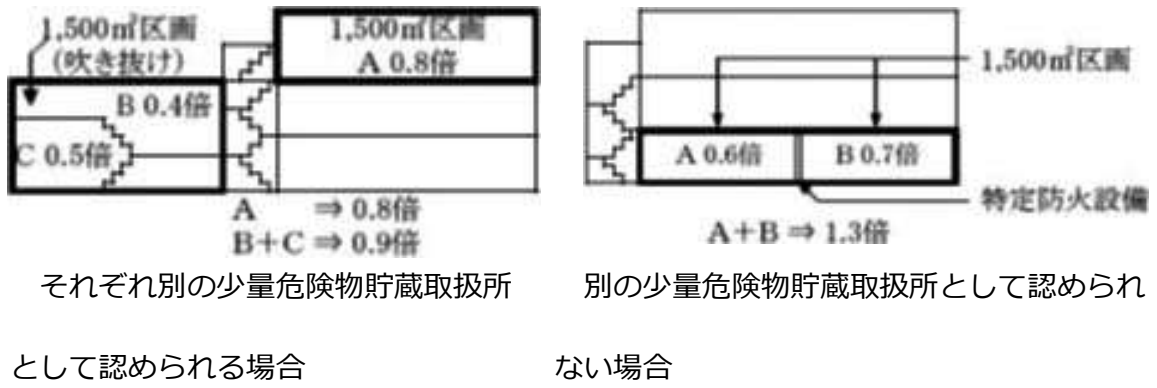 1,500㎡区画
(吹き抜け)
B 0.4倍
C 0.5倍
1,500㎡区画
A 0.8倍
A ⇒ 0.8倍
B+C ⇒ 0.9倍
それぞれ別の少量危険物貯蔵取扱所
として認められる場合
1,500㎡区画
A 0.6倍
B 0.7倍
特定防火設備
A+B ⇒ 1.3倍
別の少量危険物貯蔵取扱所として認められ
ない場合